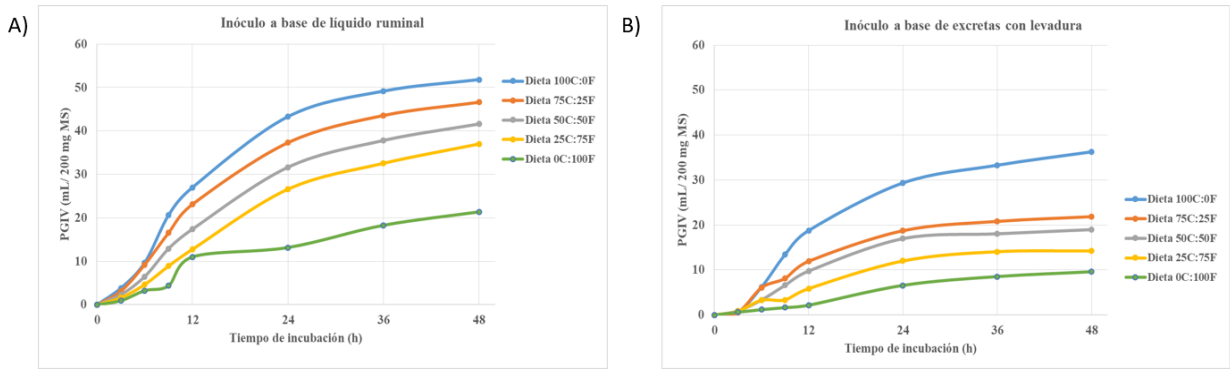 A)
Inóculo a base de líquido ruminal
60
50
40
30
20
10
0
PGIV (mL/ 200 mg MS)
0 12 24 36 48
Tiempo de incubación (h)
Dieta 100C:0F
Dieta 75C:25F
Dieta 50C:50F
Dieta 25C:75F
Dieta 0C:100F
B)
Inóculo a base de excretas con levadura
60
50
40
30
20
10
0
PGIV (mL/ 200 mg MS)
0 12 24 36 48
Tiempo de incubación (h)
Dieta 100C:0F
Dieta 75C:25F
Dieta 50C:50F
Dieta 25C:75F
Dieta 0C:100F